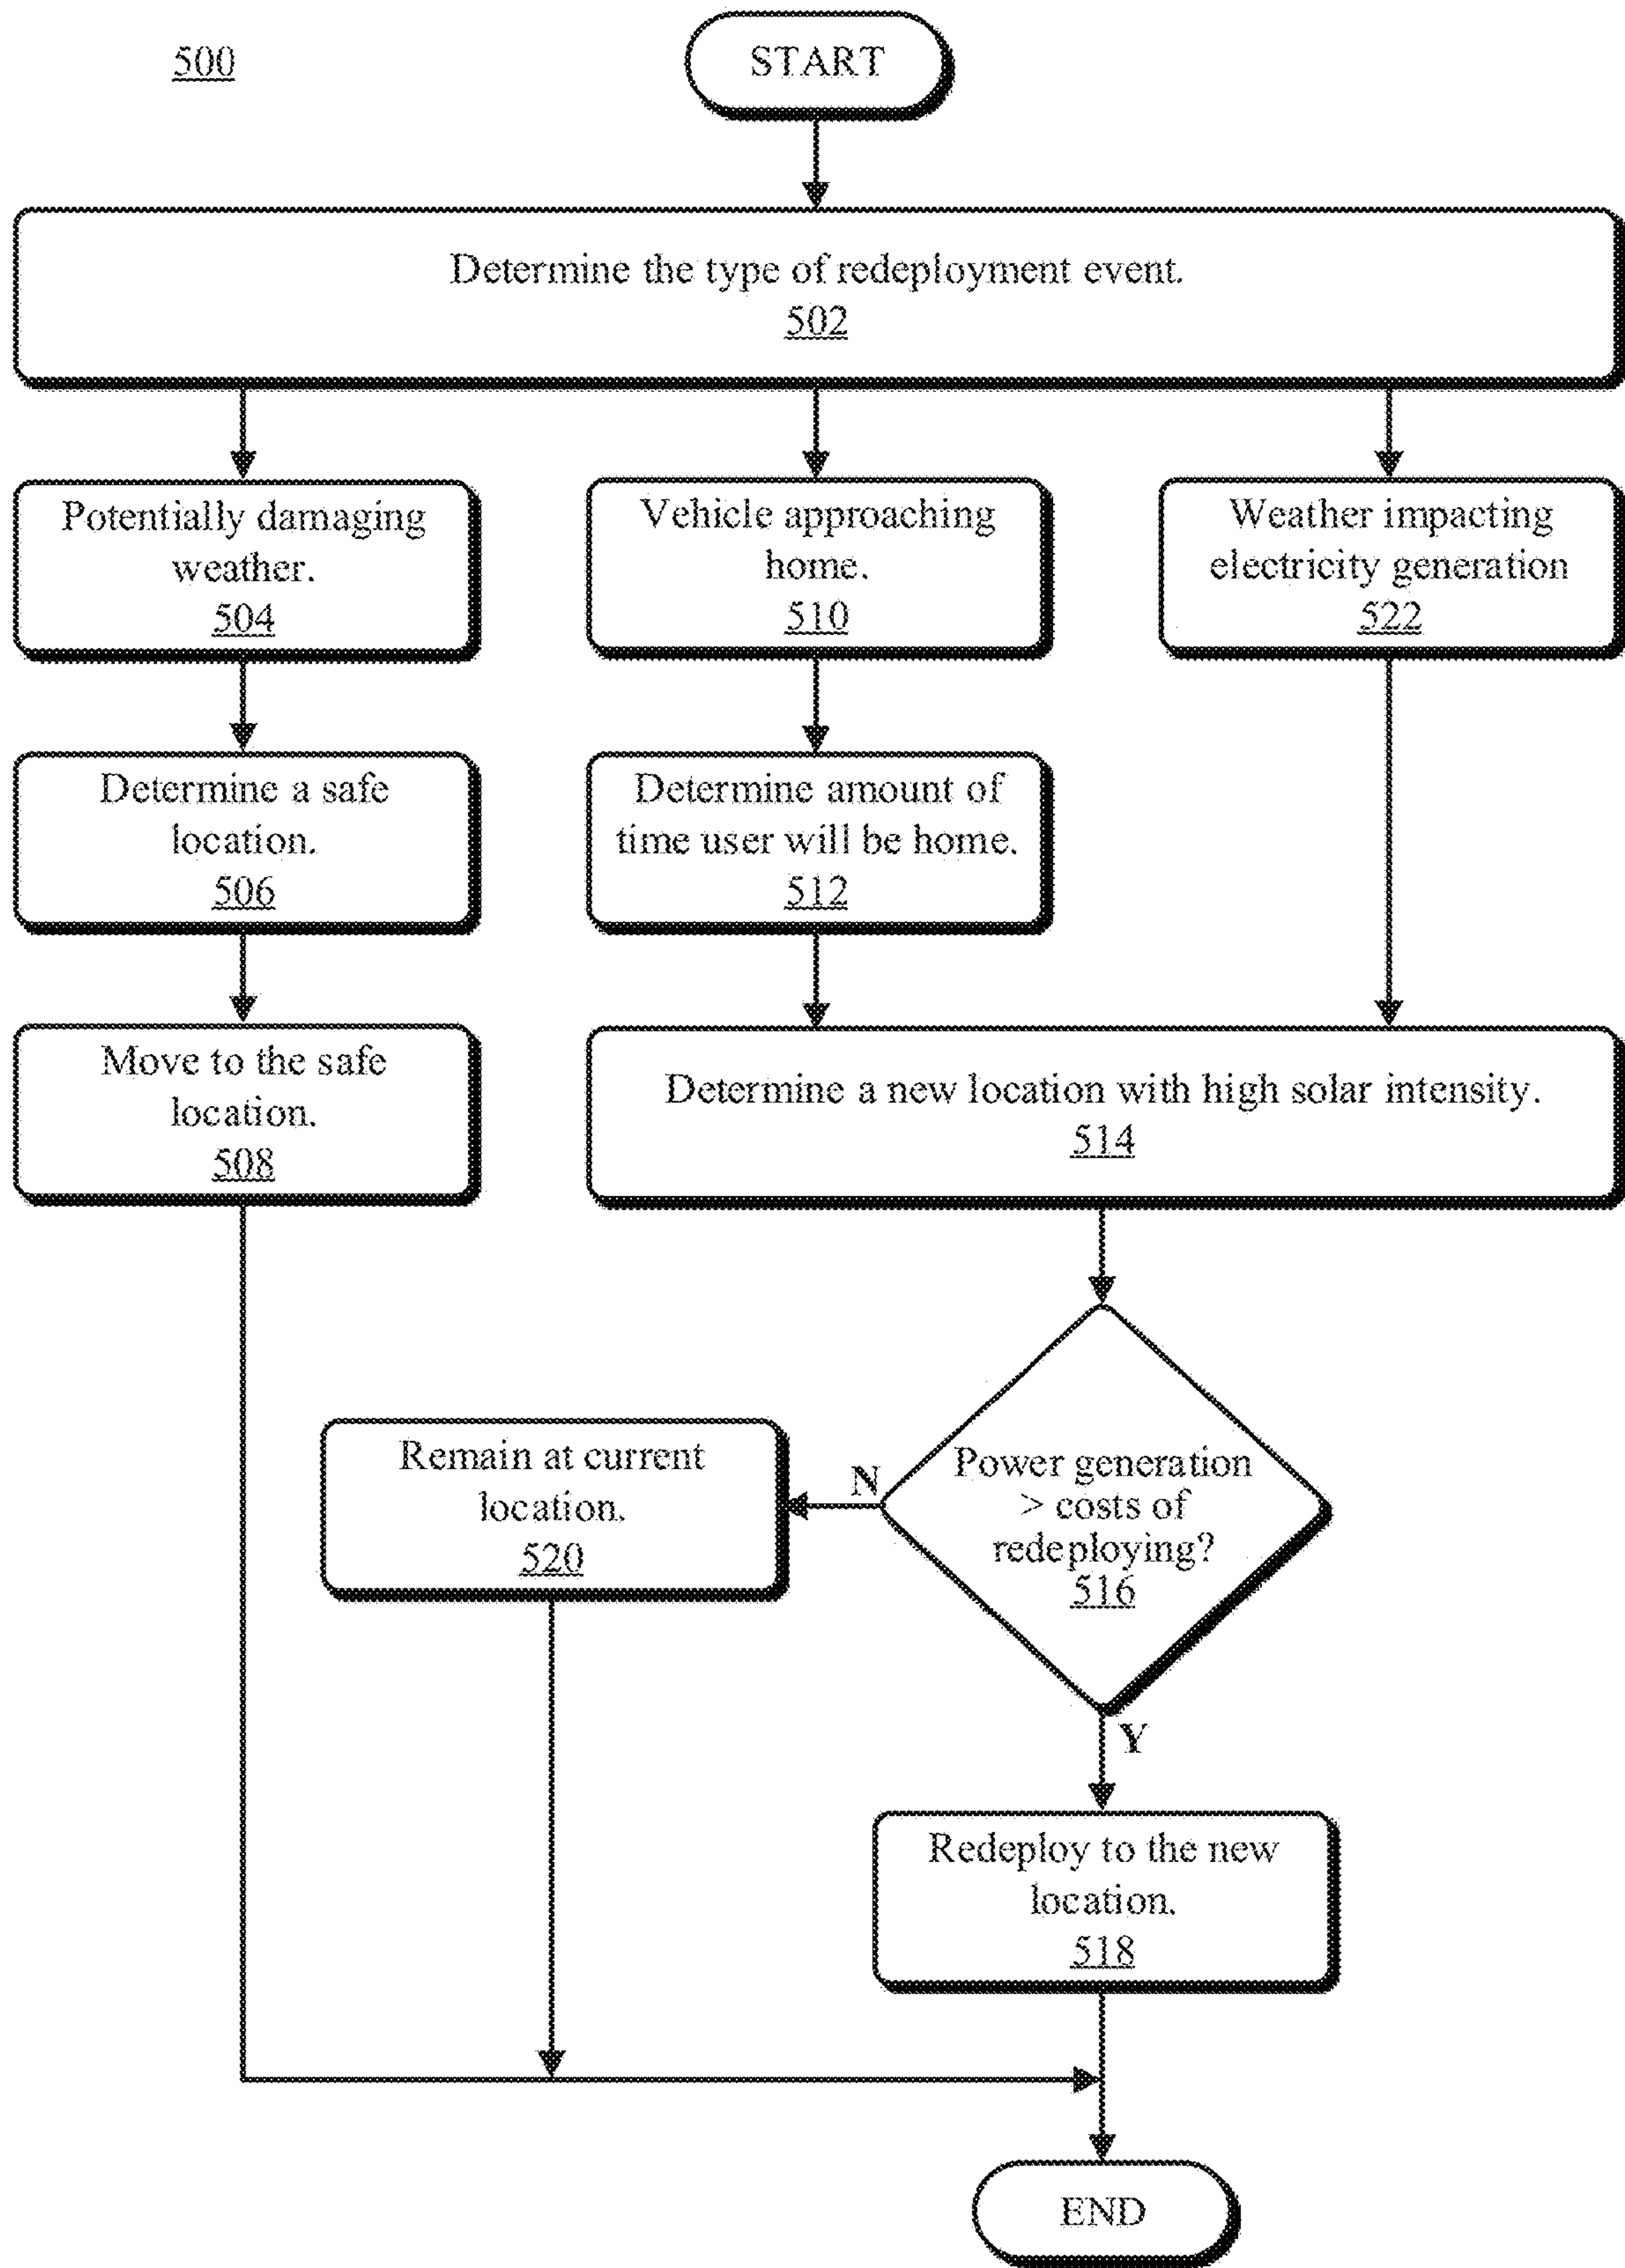 500
START
Determine the type of redeployment event.
502
Potentially damaging
weather.
504
Vehicle approaching
home.
510
Weather impacting
electricity generation
522
Determine a safe
location.
506
Determine amount of
time user will be home.
512
Move to the safe
location.
508
Determine a new location with high solar intensity.
514
Remain at current
location.
520
N
Power generation
> costs of
redeploying?
516
Y
Redeploy to the new
location.
518
END